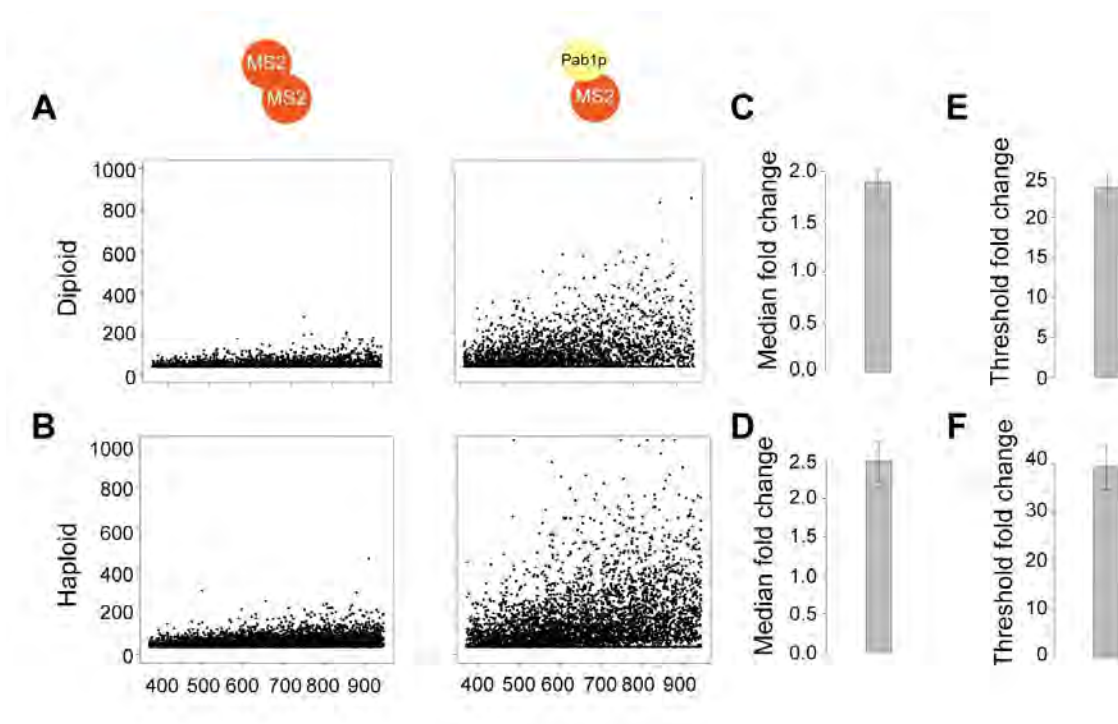 MS2
MS2
Pab1p
MS2
A
Diploid
1000
800
600
400
200
0
C
Median fold change
2.0
1.5
1.0
0.5
0.0
E
Threshold fold change
25
20
15
10
5
0
B
Haploid
1000
800
600
400
200
0
400 500 600 700 800 900
400 500 600 700 800 900
D
Median fold change
2.5
2.0
1.5
1.0
0.5
0.0
F
Threshold fold change
40
30
20
10
0